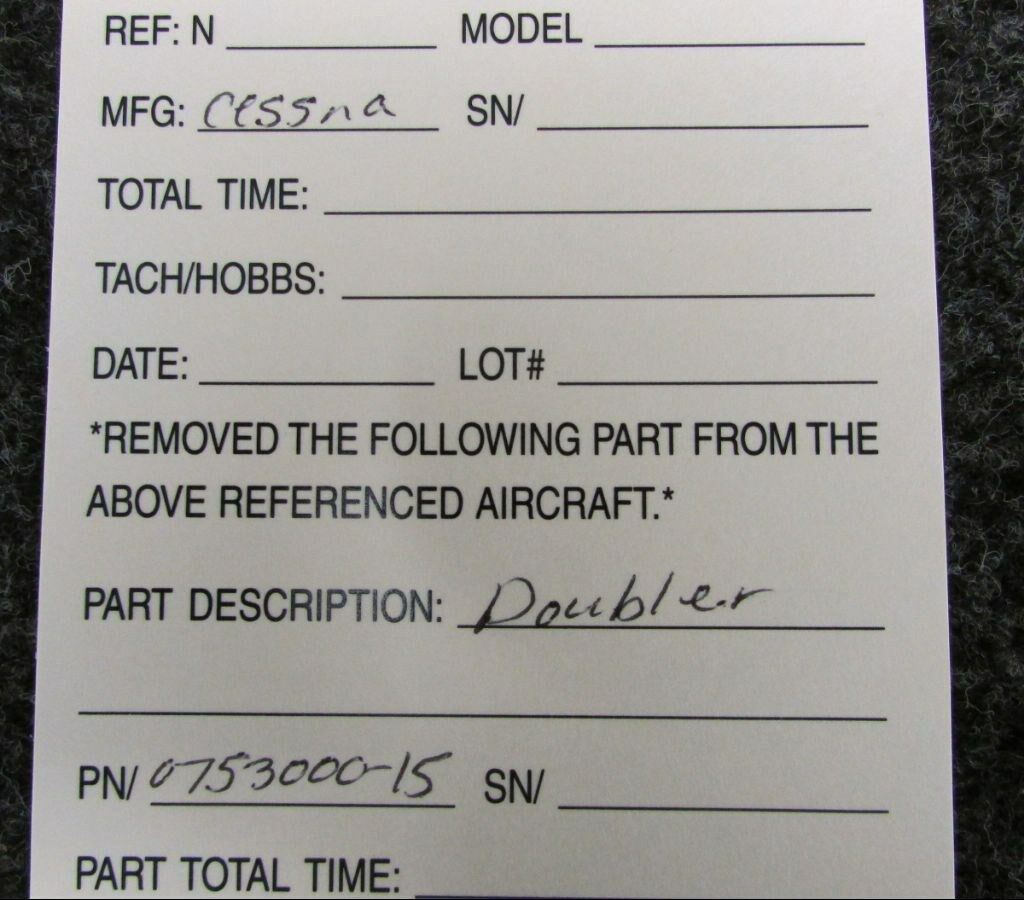 REF: N MODEL
MFG: Cessna SN/
TOTAL TIME:
TACH/HOBBS:
DATE: LOT#
*REMOVED THE FOLLOWING PART FROM THE
ABOVE REFERENCED AIRCRAFT.*
PART DESCRIPTION: Doubler
PN/ 0753000-15 SN/
PART TOTAL TIME: